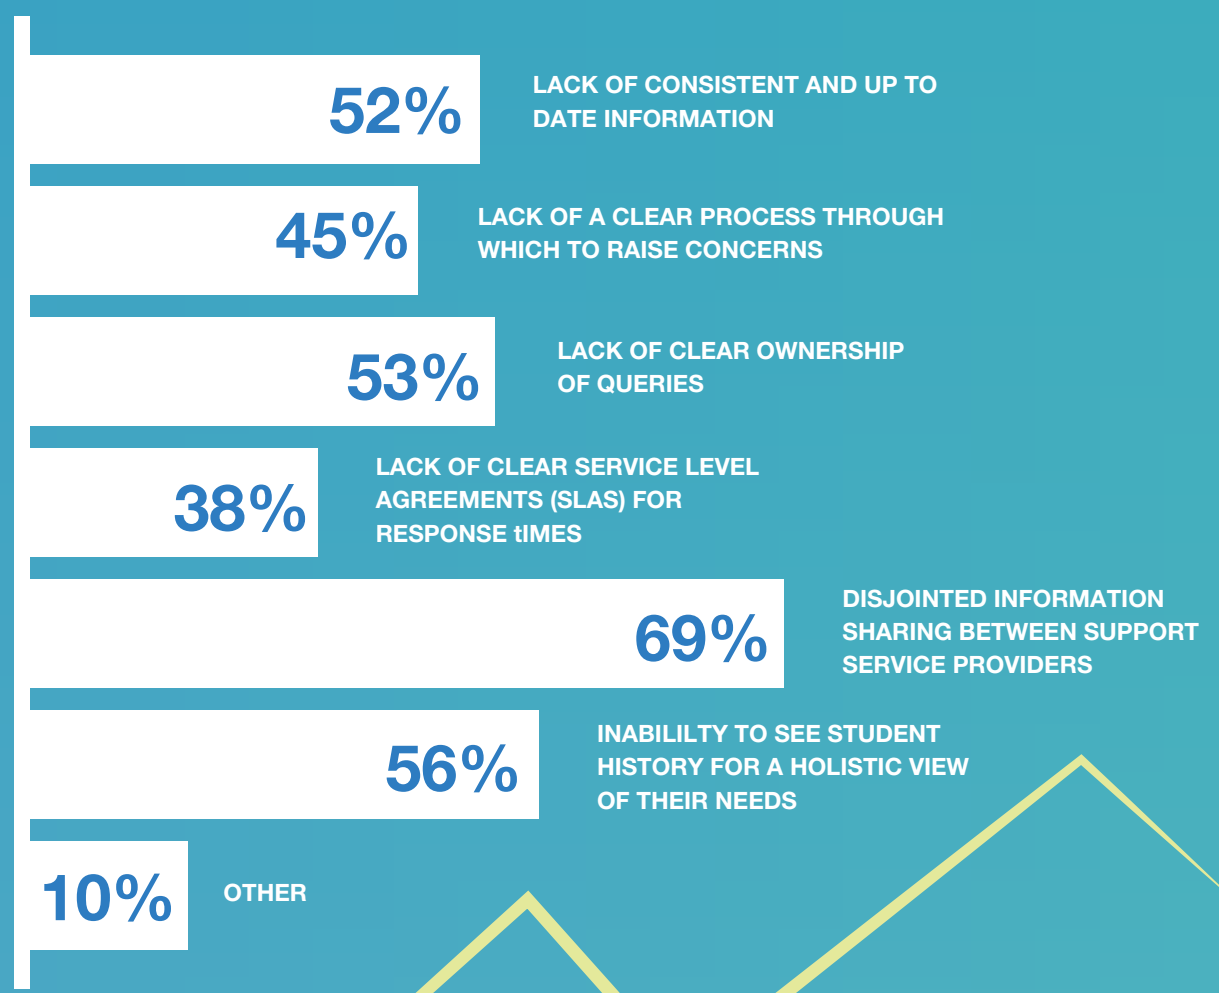 52%
LACK OF CONSISTENT AND UP TO
DATE INFORMATION
45%
LACK OF A CLEAR PROCESS THROUGH
WHICH TO RAISE CONCERNS
53%
LACK OF CLEAR OWNERSHIP
OF QUERIES
38%
LACK OF CLEAR SERVICE LEVEL
AGREEMENTS (SLAS) FOR
RESPONSE tIMES
69%
DISJOINTED INFORMATION
SHARING BETWEEN SUPPORT
SERVICE PROVIDERS
56%
INABILILTY TO SEE STUDENT
HISTORY FOR A HOLISTIC VIEW
OF THEIR NEEDS
10%
OTHER